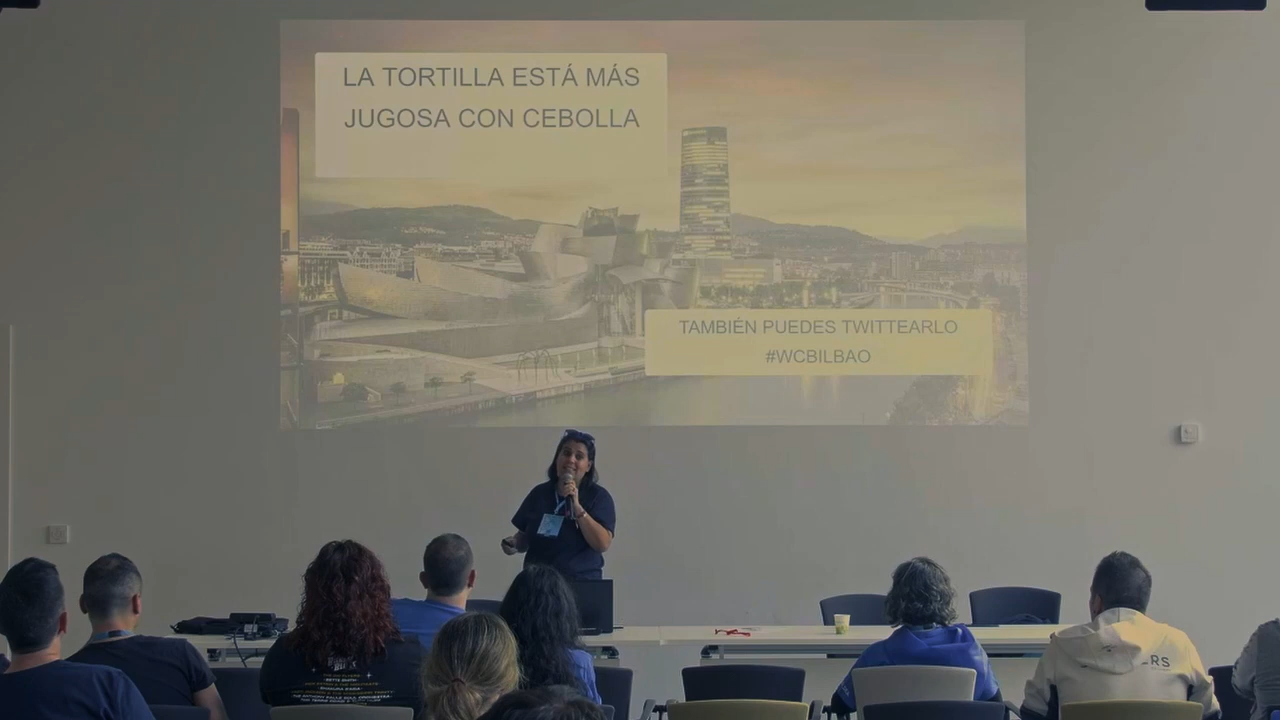 LA TORTILLA ESTÁ MÁS
JUGOSA CON CEBOLLA
TAMBIÉN PUEDES TWITTEARLO
#WCBILBAO